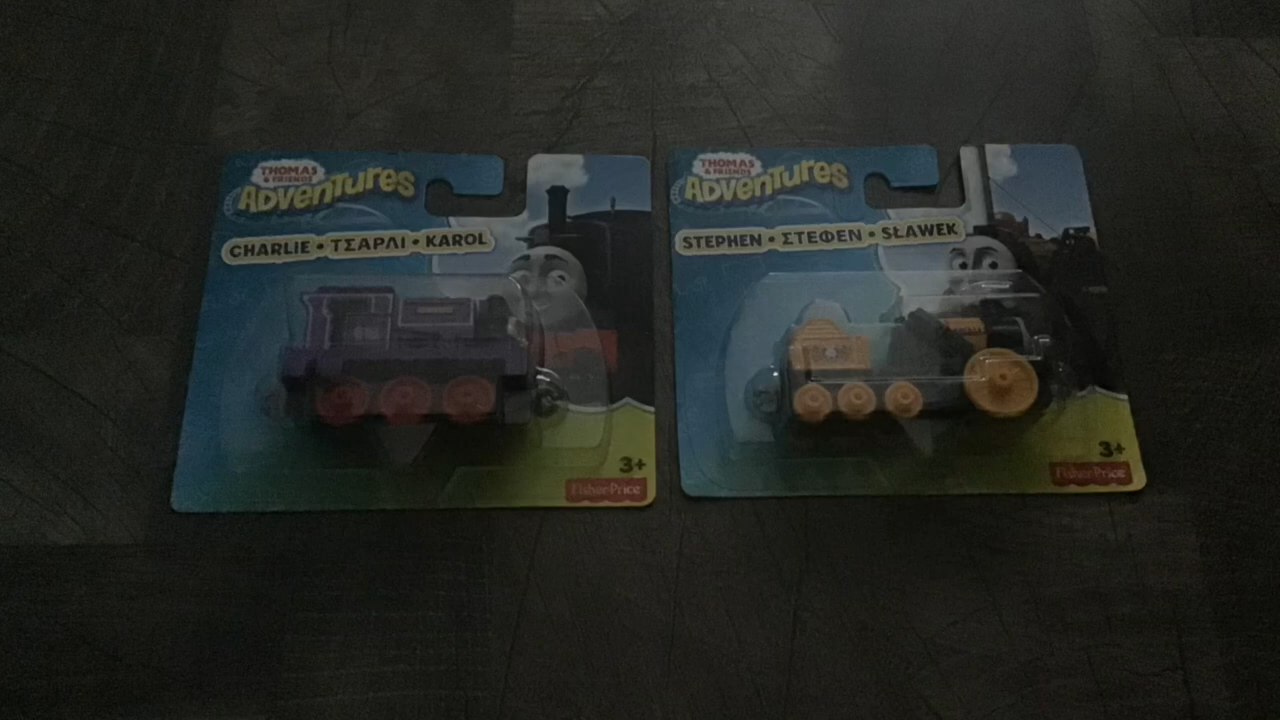 THOMAS
& FRIENDS
ADVENTURES
CHARLIE • ΤΣΑΡΛΙ • KAROL
3+
Fisher-Price
THOMAS
& FRIENDS
ADVENTURES
STEPHEN • ΣΤΕΦΕΝ • SŁAWEK
3+
Fisher-Price